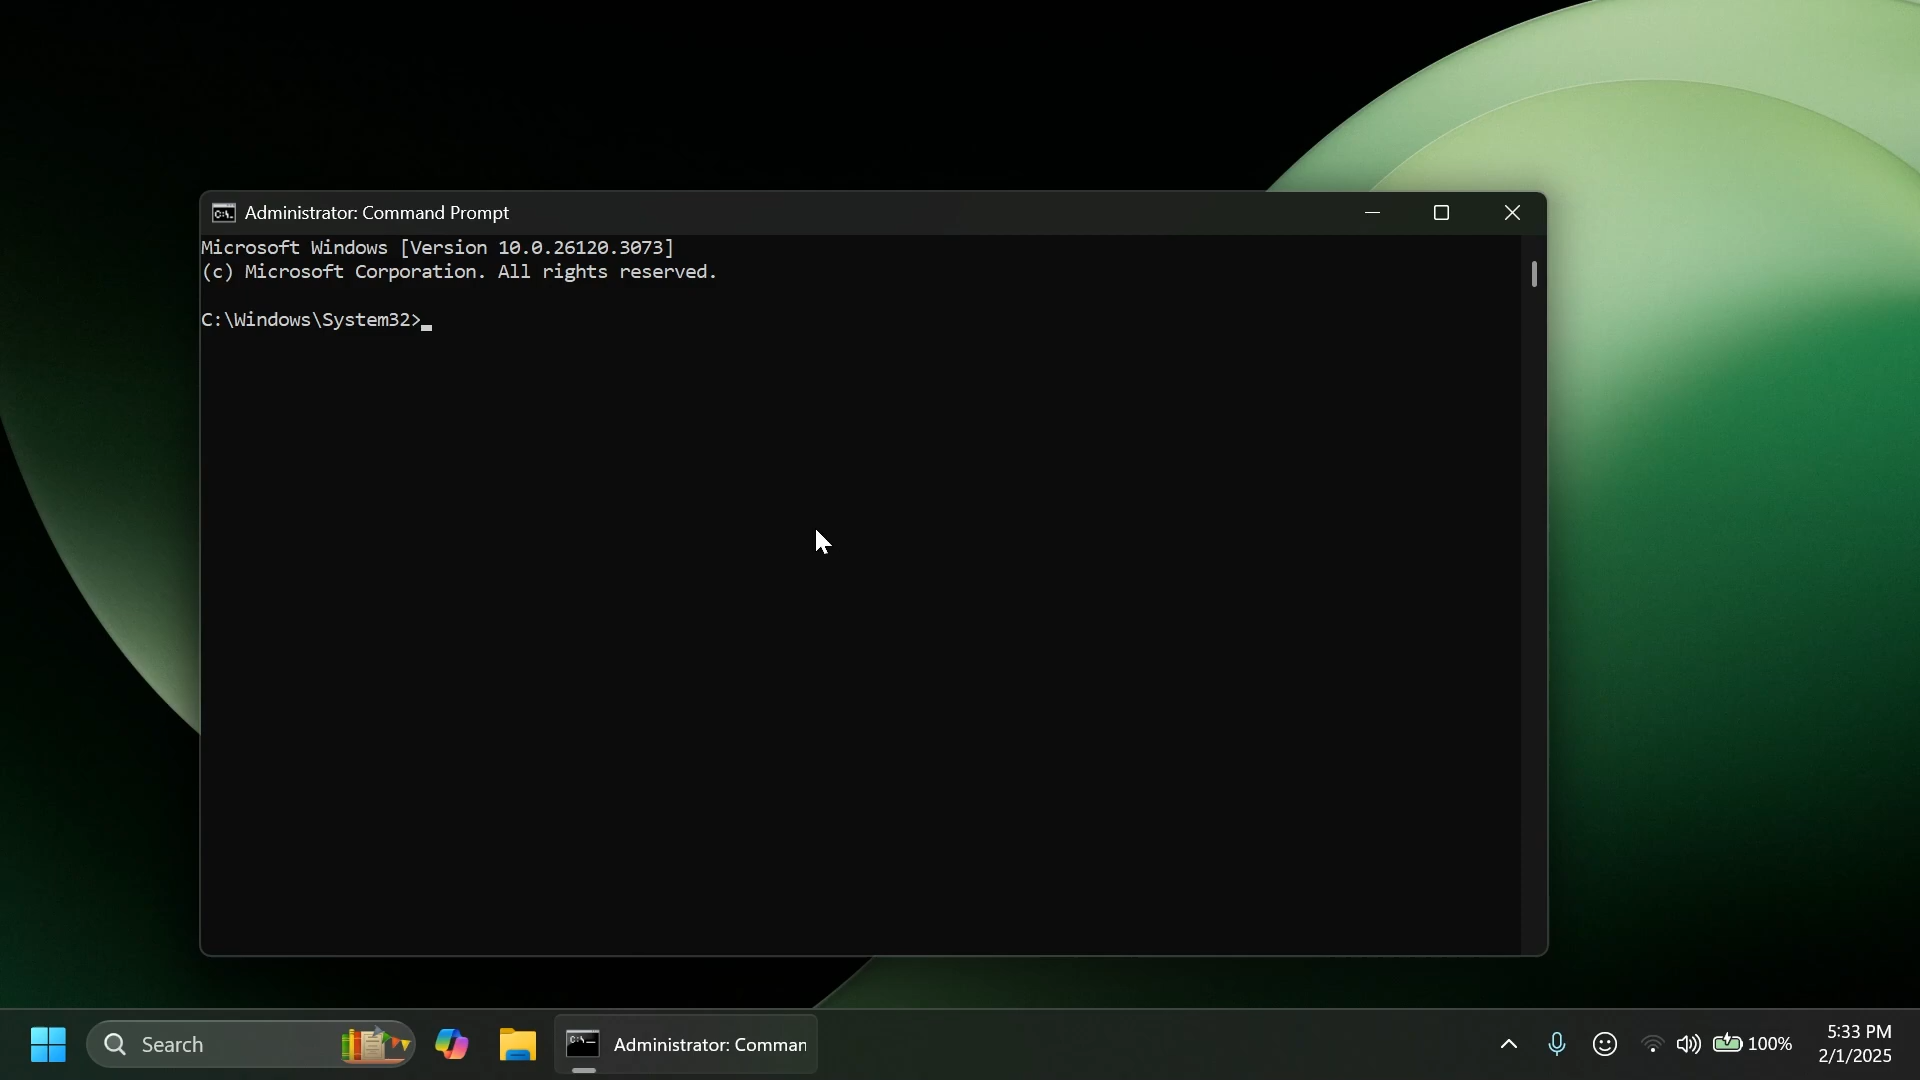 Administrator: Command Prompt
Microsoft Windows [Version 10.0.26120.3073]
(c) Microsoft Corporation. All rights reserved.
C:\Windows\System32>
Search
Administrator: Comman
100%
5:33 PM
2/1/2025